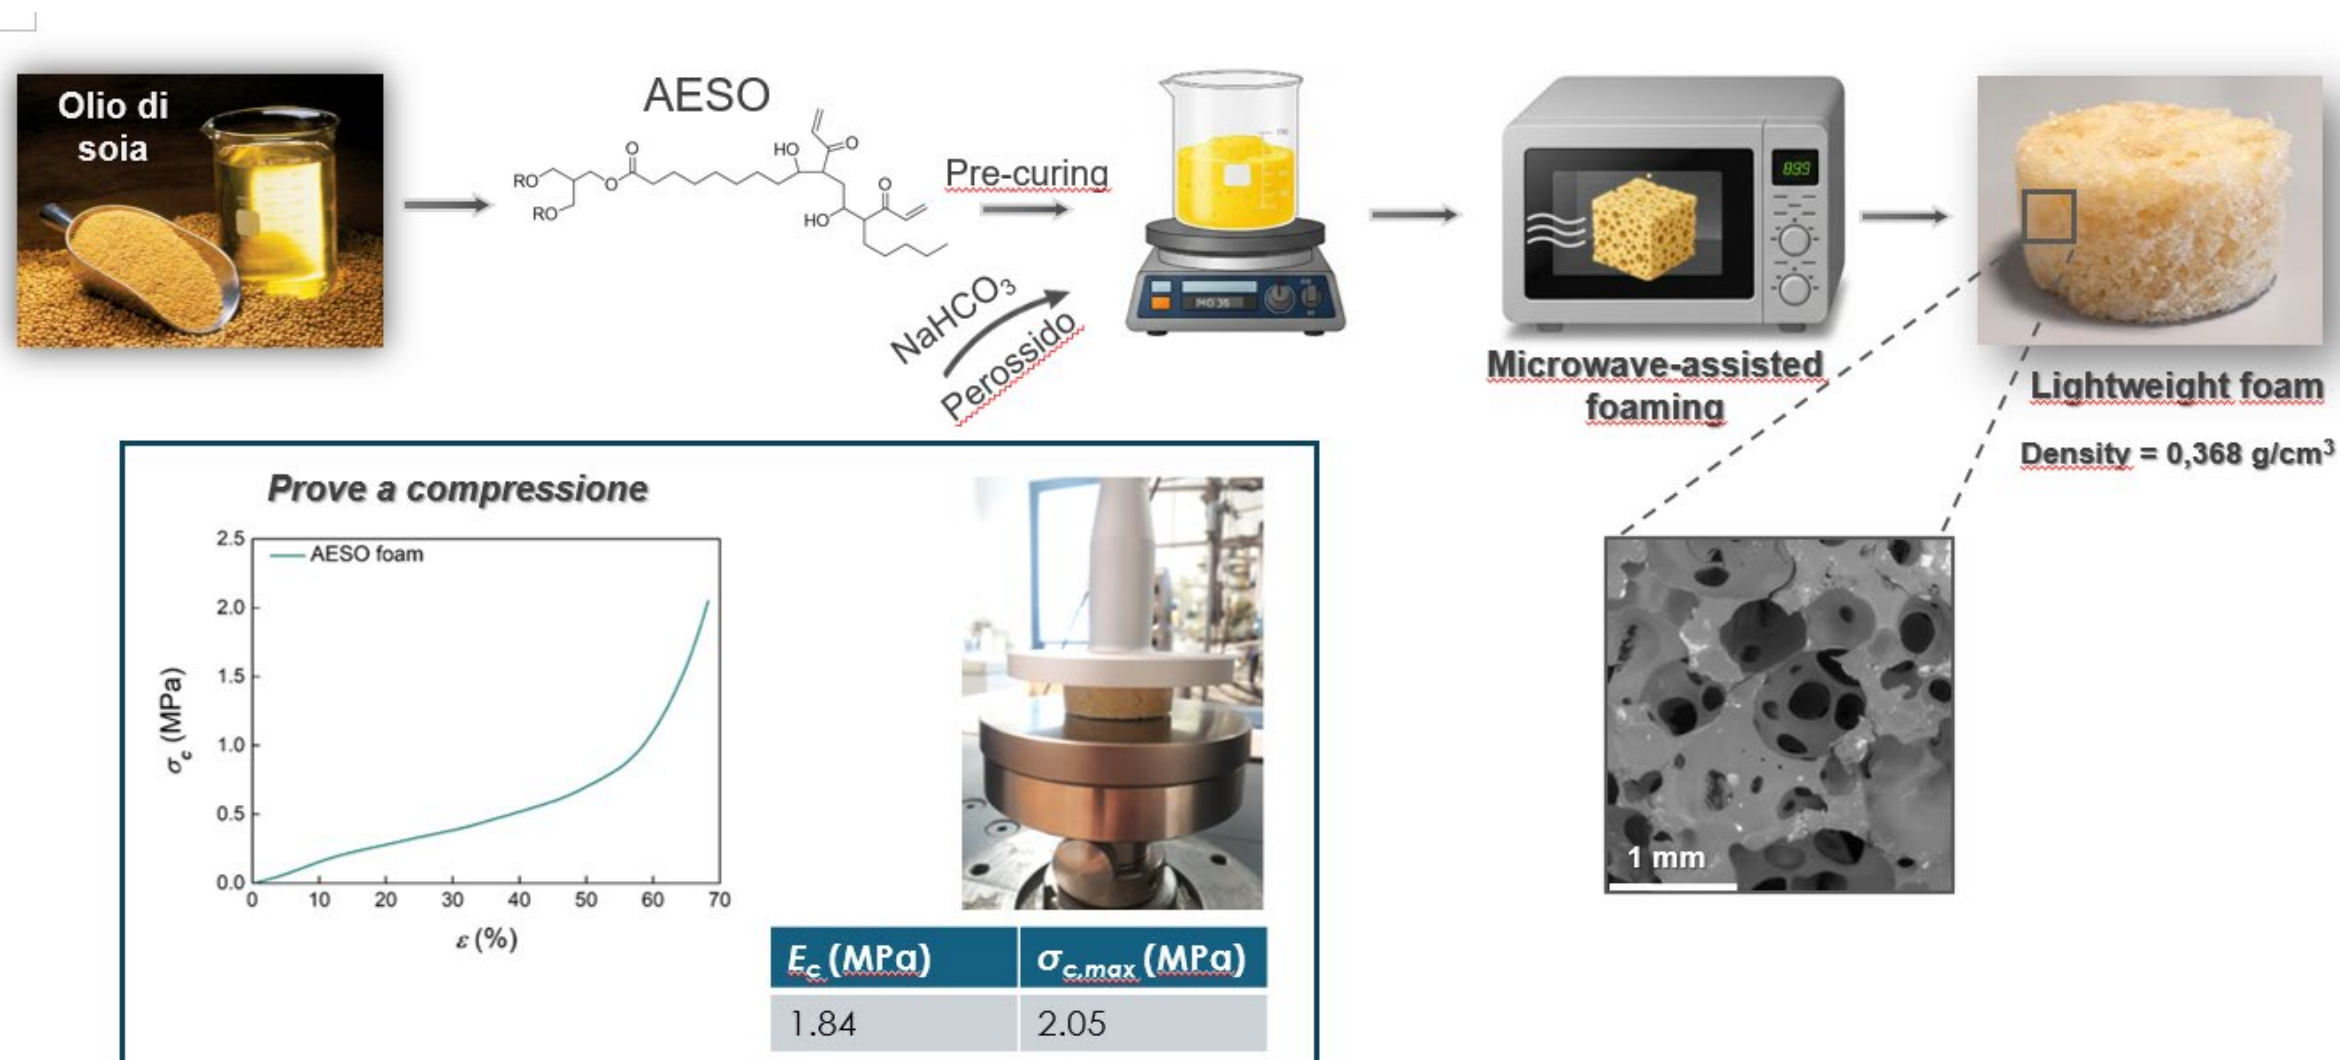 Olio di
soia
AESO
HO
O
O
RO
O
O
RO
HO
Pre-curing
NaHCO₃
Perossido
Microwave-assisted
foaming
Lightweight foam
Density = 0,368 g/cm³
Prove a compressione
AESO foam
2.5
2.0
1.5
1.0
0.5
0.0
0 10 20 30 40 50 60 70
σc (MPa)
ε (%)
Ec (MPa) σc,max (MPa)
1.84 2.05
1 mm